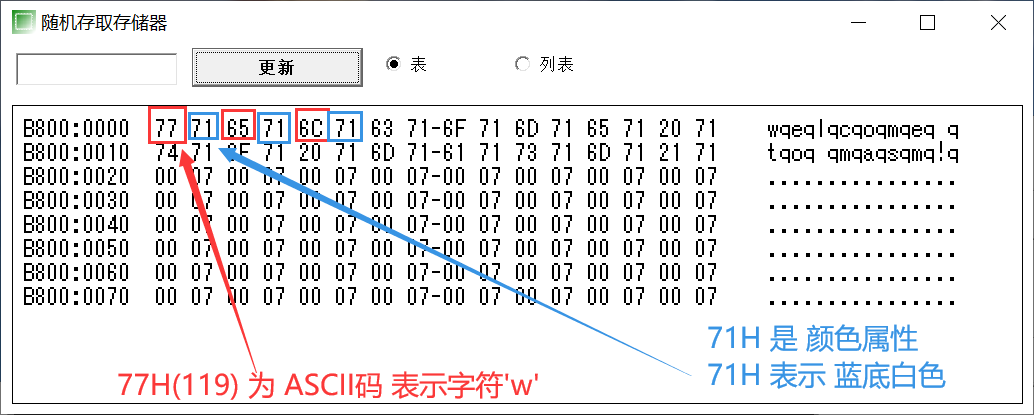 随机存取存储器
更新 表 列表
B800:0000 77 71 65 71 6C 71 63 71-6F 71 6D 71 65 71 20 71 wqeqlqcqoqmqeq q
B800:0010 74 71 6F 71 20 71 6D 71-61 71 73 71 6D 71 21 71 tqoq qmqaqsqmq!q
B800:0020 00 07 00 07 00 07 00 07-00 07 00 07 00 07 00 07 ................
B800:0030 00 07 00 07 00 07 00 07-00 07 00 07 00 07 00 07 ................
B800:0040 00 07 00 07 00 07 00 07-00 07 00 07 00 07 00 07 ................
B800:0050 00 07 00 07 00 07 00 07-00 07 00 07 00 07 00 07 ................
B800:0060 00 07 00 07 00 07 00 07-00 07 00 07 00 07 00 07 ................
B800:0070 00 07 00 07 00 07 00 07-00 07 00 07 00 07 00 07 ................
71H 是 颜色属性
71H 表示 蓝底白色
77H(119) 为 ASCII码 表示字符'w'